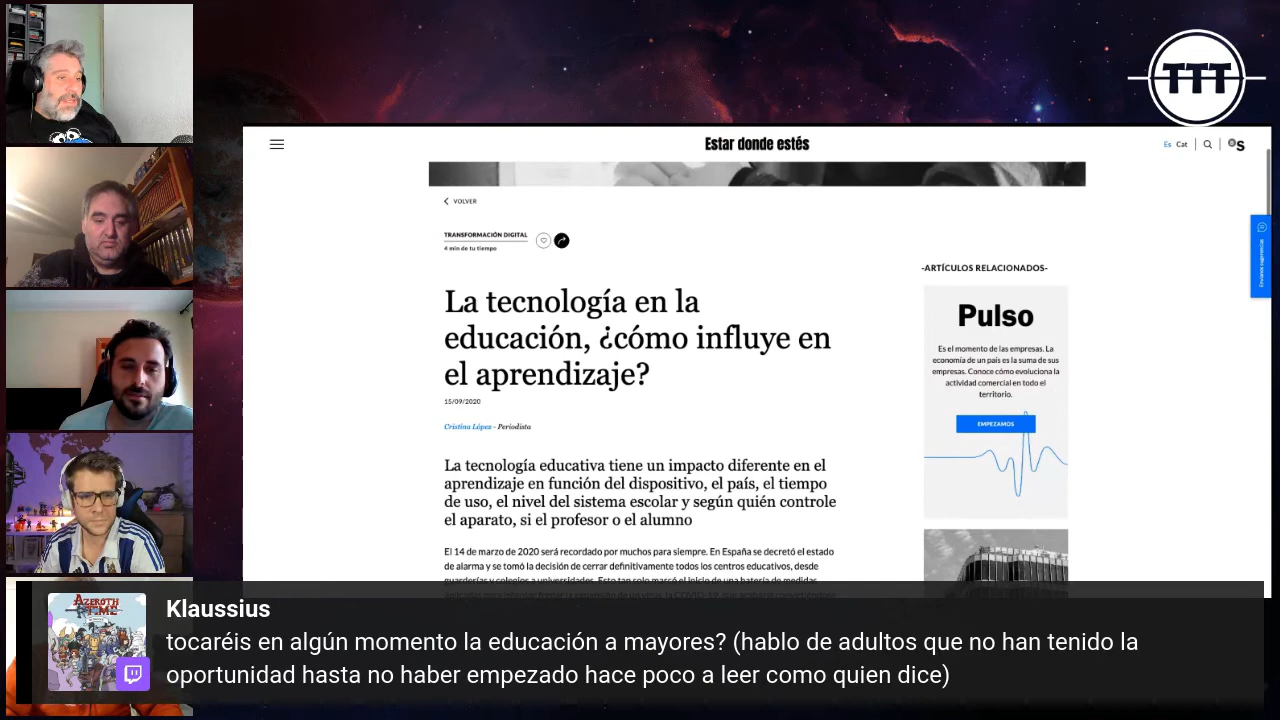 TTT
Estar donde estés
Es Cat
S
VOLVER
TRANSFORMACIÓN DIGITAL
4 min de tu tiempo
-ARTÍCULOS RELACIONADOS-
Envíanos sugerencias
La tecnología en la
educación, ¿cómo influye en
el aprendizaje?
15/09/2020
Cristina López - Periodista
Pulso
Es el momento de las empresas. La
economía de un país es la suma de sus
empresas. Conoce cómo evoluciona la
actividad comercial en todo el
territorio.
EMPEZAMOS
La tecnología educativa tiene un impacto diferente en el
aprendizaje en función del dispositivo, el país, el tiempo
de uso, el nivel del sistema escolar y según quién controle
el aparato, si el profesor o el alumno
El 14 de marzo de 2020 será recordado por muchos para siempre. En España se decretó el estado
de alarma y se tomó la decisión de cerrar definitivamente todos los centros educativos, desde
guarderías y colegios a universidades. Esto tan solo marcó el inicio de una batería de medidas
AZEROTH
TIME
Klaussius
tocaréis en algún momento la educación a mayores? (hablo de adultos que no han tenido la
oportunidad hasta no haber empezado hace poco a leer como quien dice)